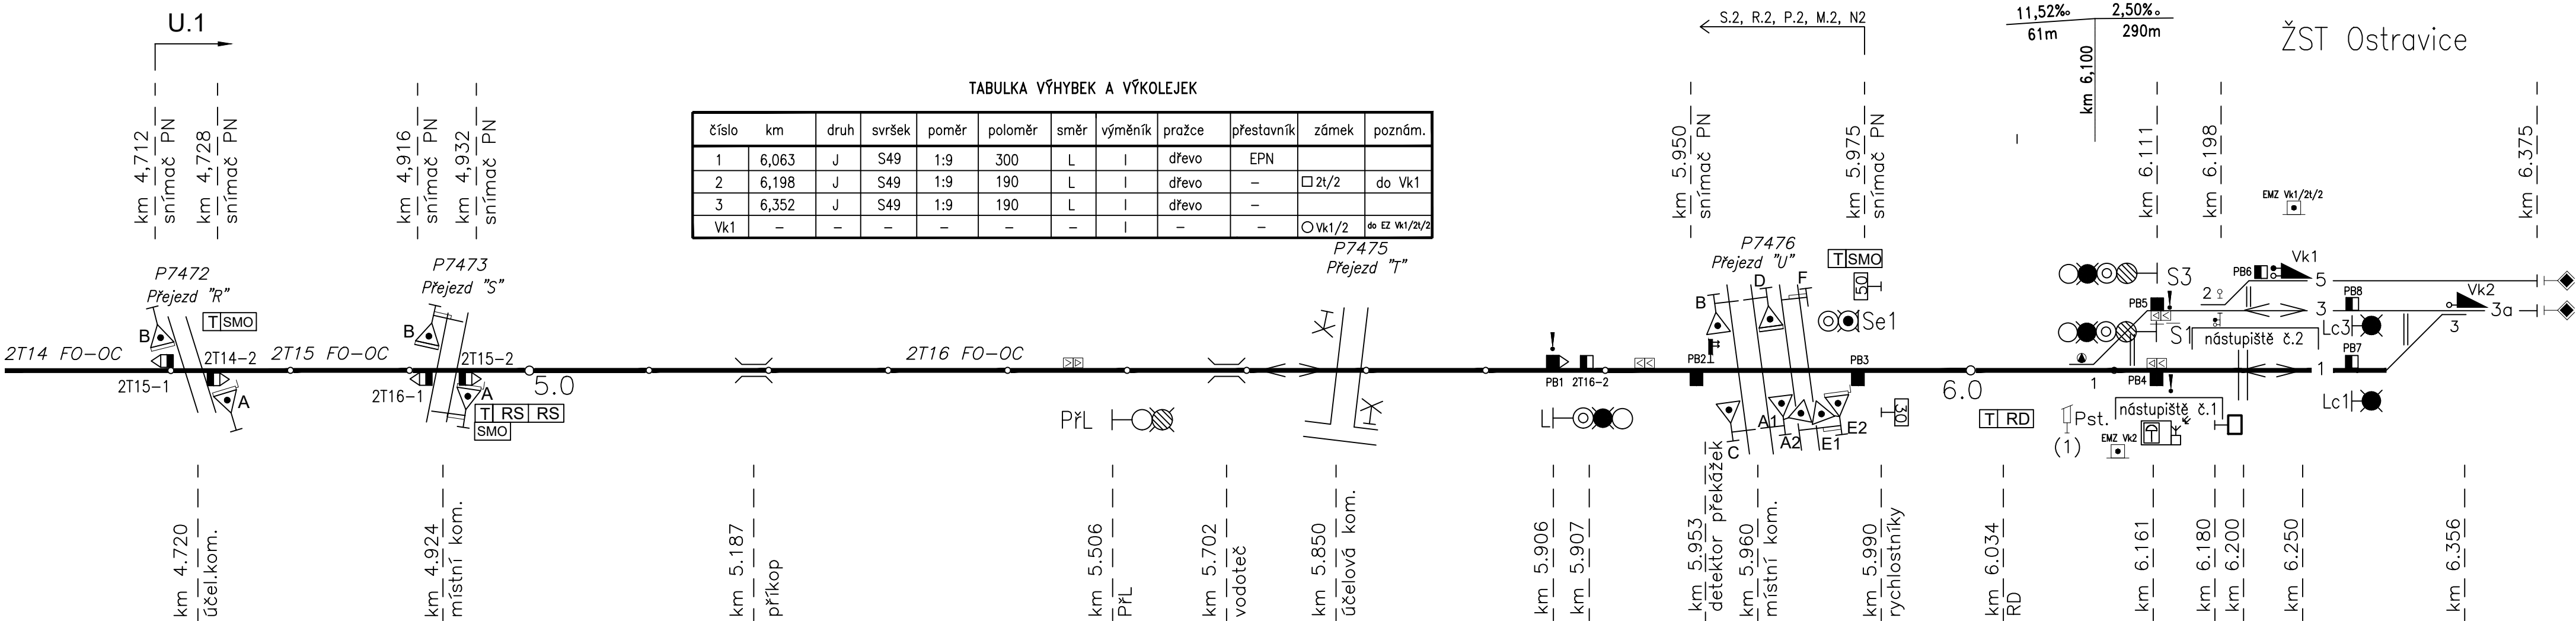 U.1
S.2, R.2, P.2, M.2, N2
11,52‰
2,50‰
61m
290m
km 6,100
ŽST Ostravice
TABULKA VÝHYBEK A VÝKOLEJEK
číslo km druh svršek poměr poloměr směr výměník pražce přestavník zámek poznám.
1 6,063 J S49 1:9 300 L I dřevo EPN
2 6,198 J S49 1:9 190 L I dřevo – 2t/2 do Vk1
3 6,352 J S49 1:9 190 L I dřevo –
Vk1 – – – – – – I – – Vk1/2 do EZ Vk1/2t/2
km 4,712
snímač PN
km 4,728
snímač PN
km 4,916
snímač PN
km 4,932
snímač PN
km 5.950
snímač PN
km 5.975
snímač PN
km 6.111
km 6.198
km 6.375
EMZ Vk1/2t/2
P7472
Přejezd "R"
P7473
Přejezd "S"
P7475
Přejezd "T"
P7476
Přejezd "U"
T SMO
B
T SMO
B
B
D
F
50
Se1
S3
PB6
Vk1
5
PB5
2
3
PB8
Vk2
3a
S1
nástupiště č.2
Lc3
3
2T14 FO-OC
2T14-2
2T15 FO-OC
2T15-2
2T16 FO-OC
PB2
PB3
PB7
2T15-1
2T16-1
5.0
PB1
2T16-2
6.0
1
PB4
1
A
A
T RS RS
SMO
PřL
L
C
A1
A2
E1
E2
30
T RD
Pst.
(1)
EMZ Vk2
nástupiště č.1
Lc1
km 4.720
účel.kom.
km 4.924
místní kom.
km 5.187
příkop
km 5.506
PřL
km 5.702
vodoteč
km 5.850
účelová kom.
km 5.906
km 5.907
km 5.953
detektor překážek
km 5.960
místní kom.
km 5.990
rychlostníky
km 6.034
RD
km 6.161
km 6.180
km 6.200
km 6.250
km 6.356